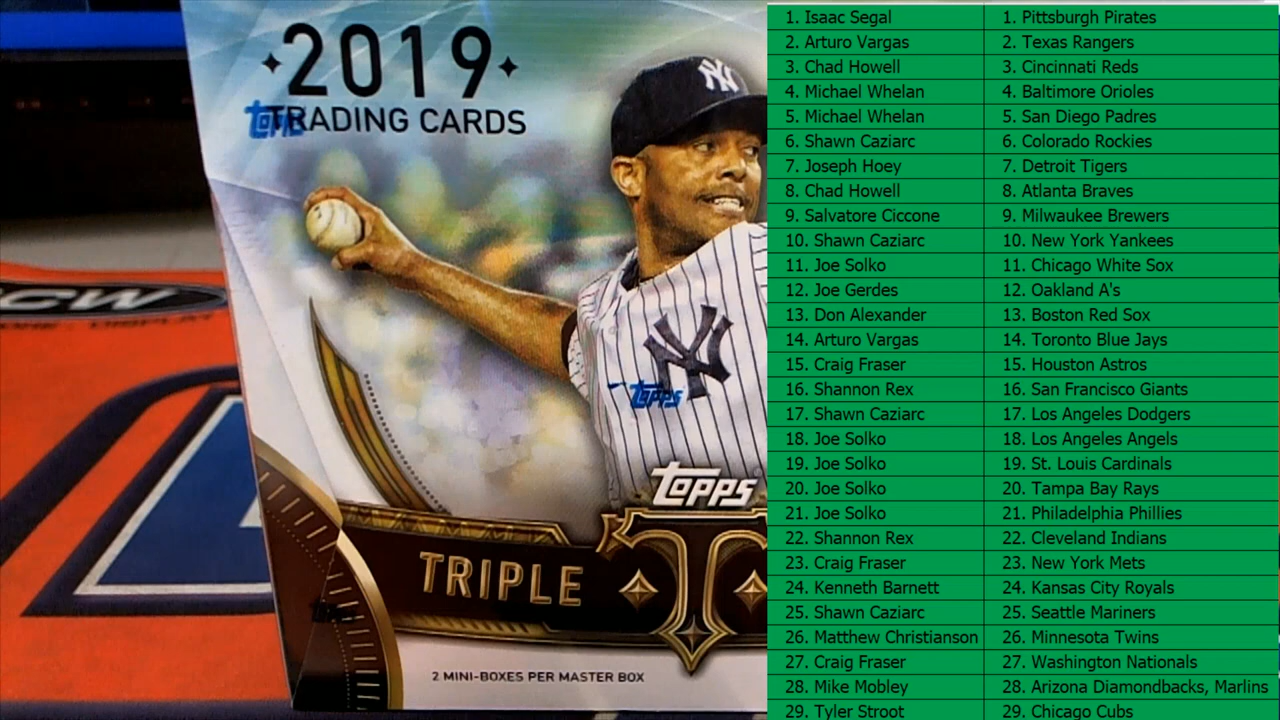 2019
TRADING CARDS
topps
NY
NY
Topps
TOPPS
TRIPLE
T
2 MINI-BOXES PER MASTER BOX
CW
1. Isaac Segal 1. Pittsburgh Pirates
2. Arturo Vargas 2. Texas Rangers
3. Chad Howell 3. Cincinnati Reds
4. Michael Whelan 4. Baltimore Orioles
5. Michael Whelan 5. San Diego Padres
6. Shawn Caziarc 6. Colorado Rockies
7. Joseph Hoey 7. Detroit Tigers
8. Chad Howell 8. Atlanta Braves
9. Salvatore Ciccone 9. Milwaukee Brewers
10. Shawn Caziarc 10. New York Yankees
11. Joe Solko 11. Chicago White Sox
12. Joe Gerdes 12. Oakland A's
13. Don Alexander 13. Boston Red Sox
14. Arturo Vargas 14. Toronto Blue Jays
15. Craig Fraser 15. Houston Astros
16. Shannon Rex 16. San Francisco Giants
17. Shawn Caziarc 17. Los Angeles Dodgers
18. Joe Solko 18. Los Angeles Angels
19. Joe Solko 19. St. Louis Cardinals
20. Joe Solko 20. Tampa Bay Rays
21. Joe Solko 21. Philadelphia Phillies
22. Shannon Rex 22. Cleveland Indians
23. Craig Fraser 23. New York Mets
24. Kenneth Barnett 24. Kansas City Royals
25. Shawn Caziarc 25. Seattle Mariners
26. Matthew Christianson 26. Minnesota Twins
27. Craig Fraser 27. Washington Nationals
28. Mike Mobley 28. Arizona Diamondbacks, Marlins
29. Tyler Stroot 29. Chicago Cubs